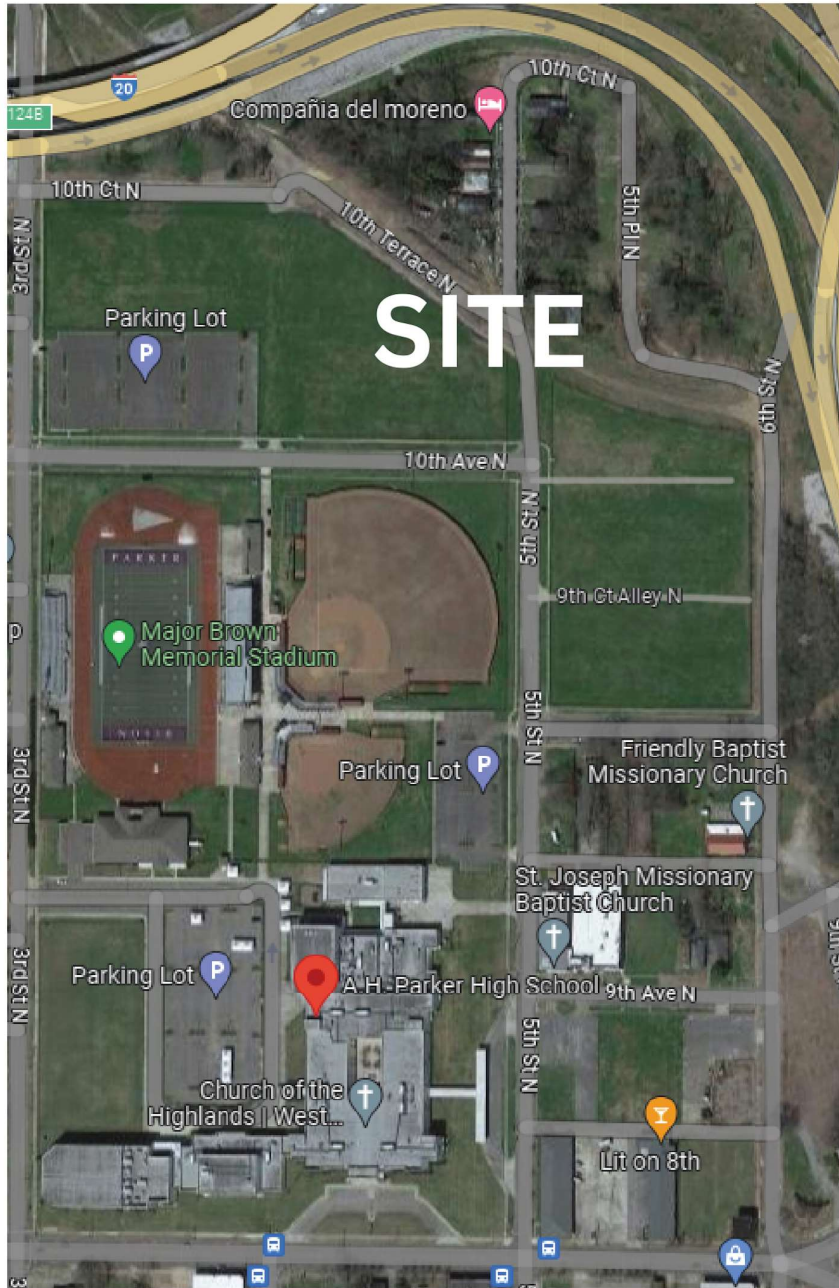 20
124B
10th Ct N
Compañia del moreno
10th Ct N
3rd St N
10th Terrace N
5th Pl N
SITE
Parking Lot
P
6th St N
10th Ave N
5th St N
PARKER
9th Ct Alley N
Major Brown
Memorial Stadium
p
5th St N
3rd St N
Parking Lot
P
Friendly Baptist
Missionary Church
St. Joseph Missionary
Baptist Church
3rd St N
Parking Lot
P
A.H. Parker High School
9th Ave N
5th St N
Church of the
Highlands | West...
Lit on 8th
3